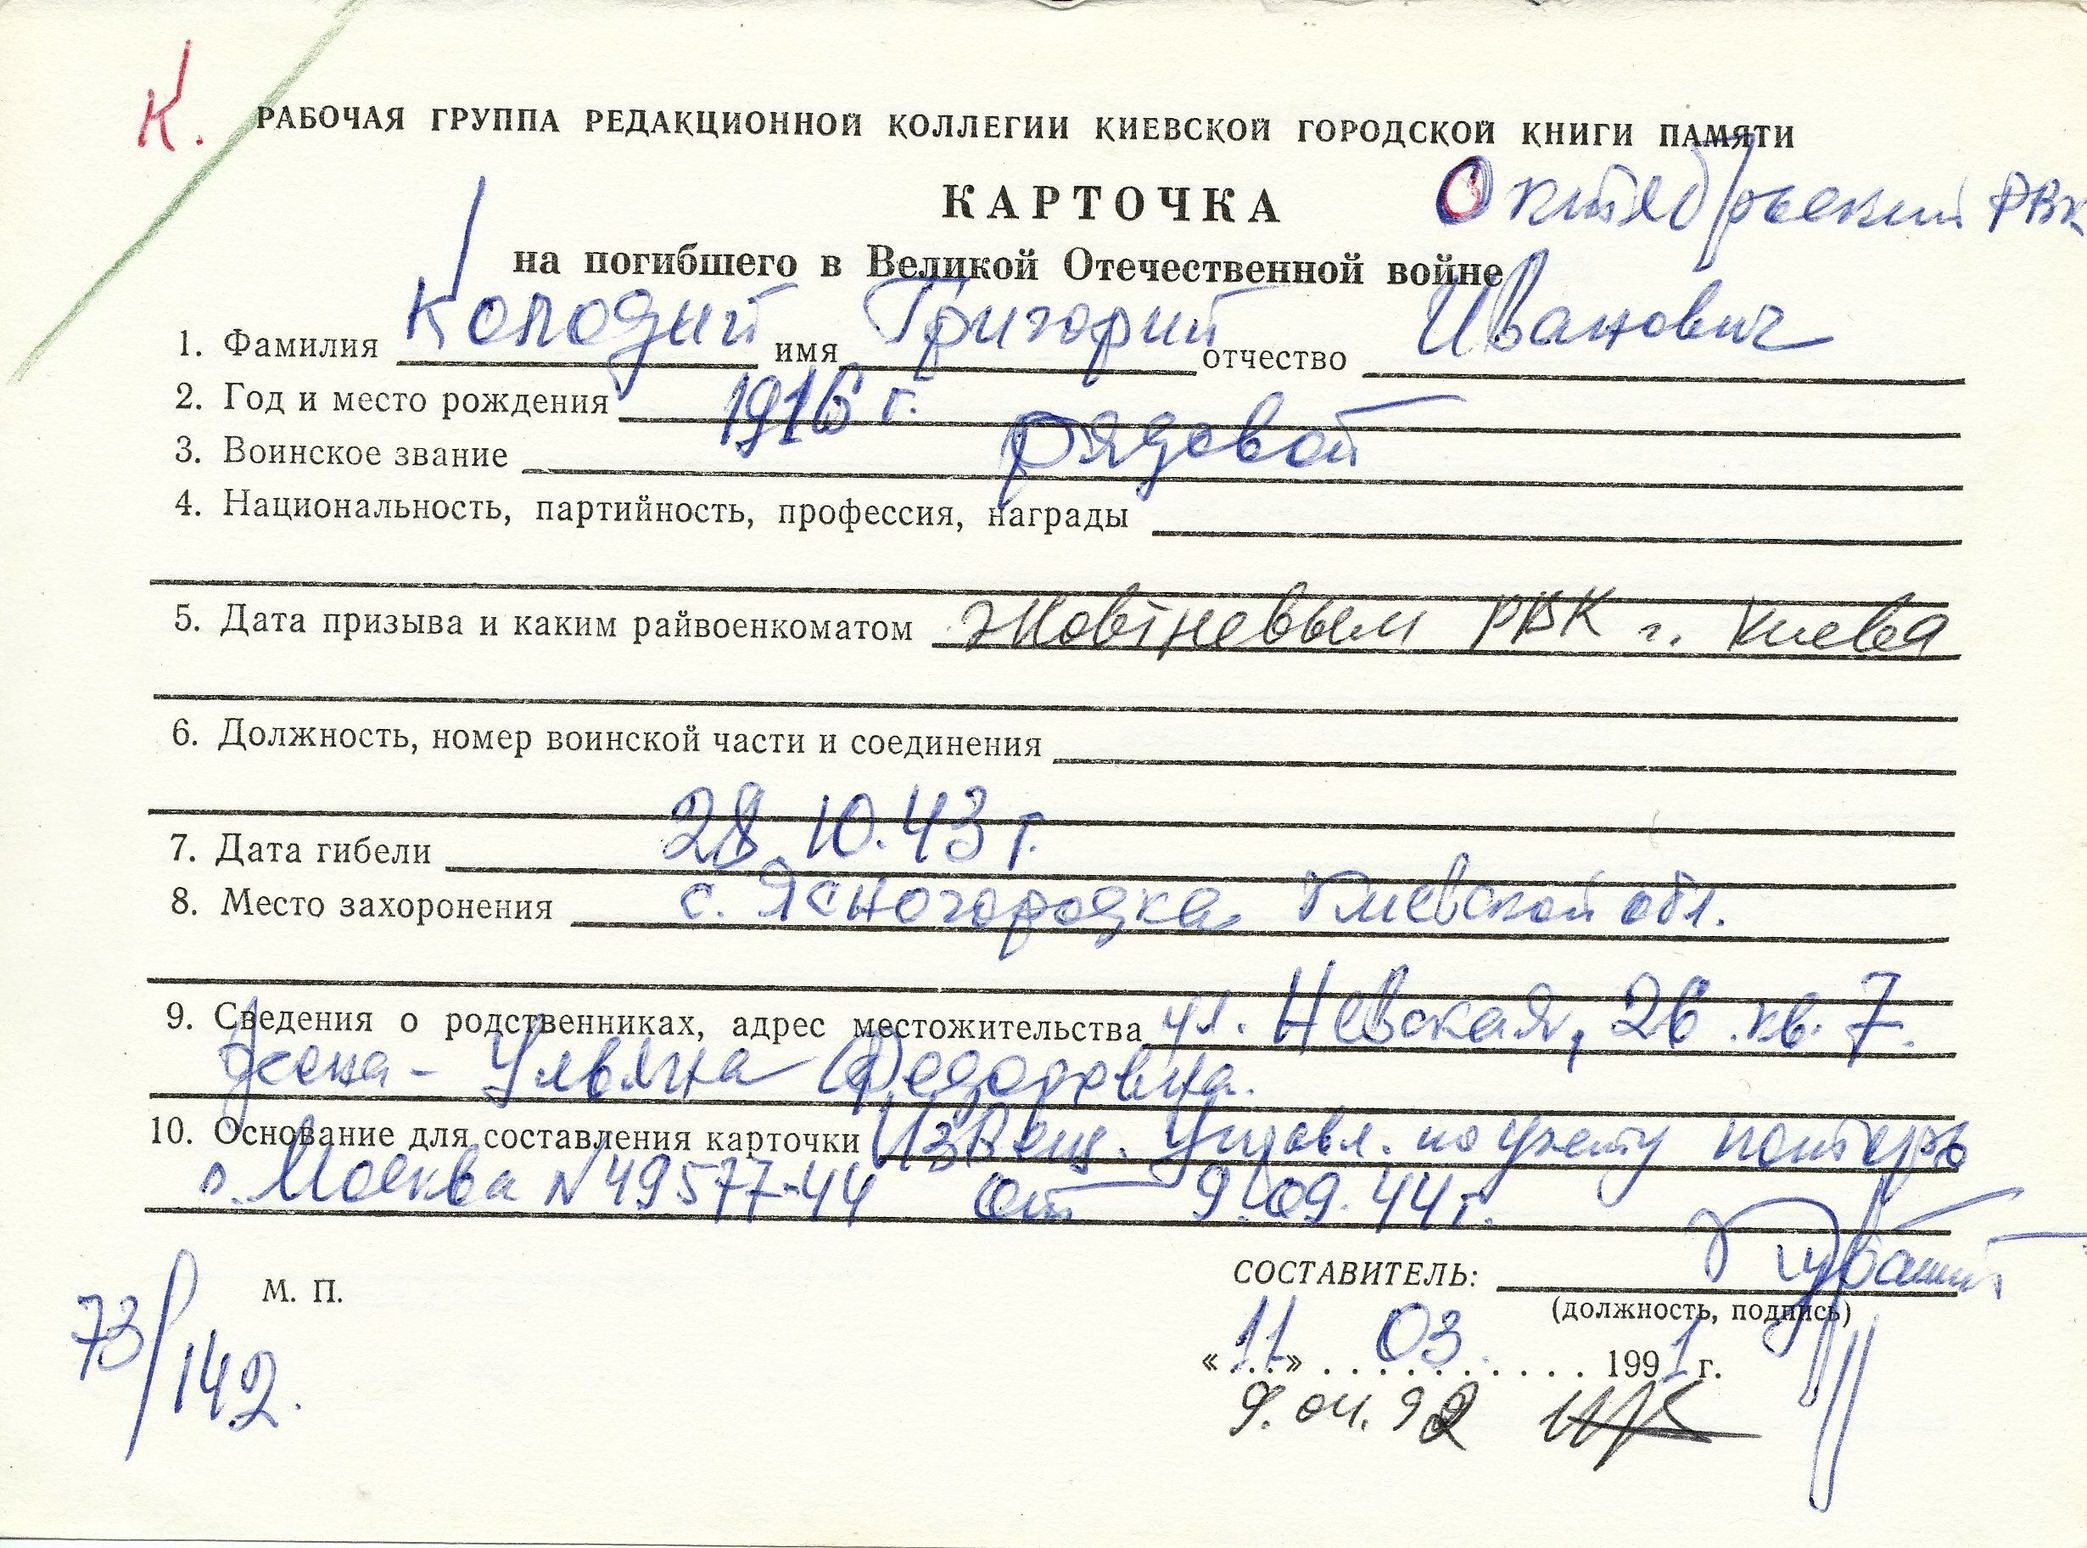 К.
РАБОЧАЯ ГРУППА РЕДАКЦИОННОЙ КОЛЛЕГИИ КИЕВСКОЙ ГОРОДСКОЙ КНИГИ ПАМЯТИ
КАРТОЧКА Октябрьский РВК
на погибшего в Великой Отечественной войне
1. Фамилия Колодий имя Григорий отчество Иванович
2. Год и место рождения 1916 г.
3. Воинское звание рядовой
4. Национальность, партийность, профессия, награды
5. Дата призыва и каким райвоенкоматом Жовтневым РВК г. Киева
6. Должность, номер воинской части и соединения
7. Дата гибели 28.10.43 г.
8. Место захоронения с. Ясногородка Киевской обл.
9. Сведения о родственниках, адрес местожительства ул. Невская, 26 кв. 7.
жена - Ульяна Федоровна.
10. Основание для составления карточки Извещ. Управл. по учету потерь
г. Москва N 49577-44 от 9.09.44 г.
М. П. СОСТАВИТЕЛЬ:
(должность, подпись)
73/142.
«11» 03. 1991 г.
9.04.92